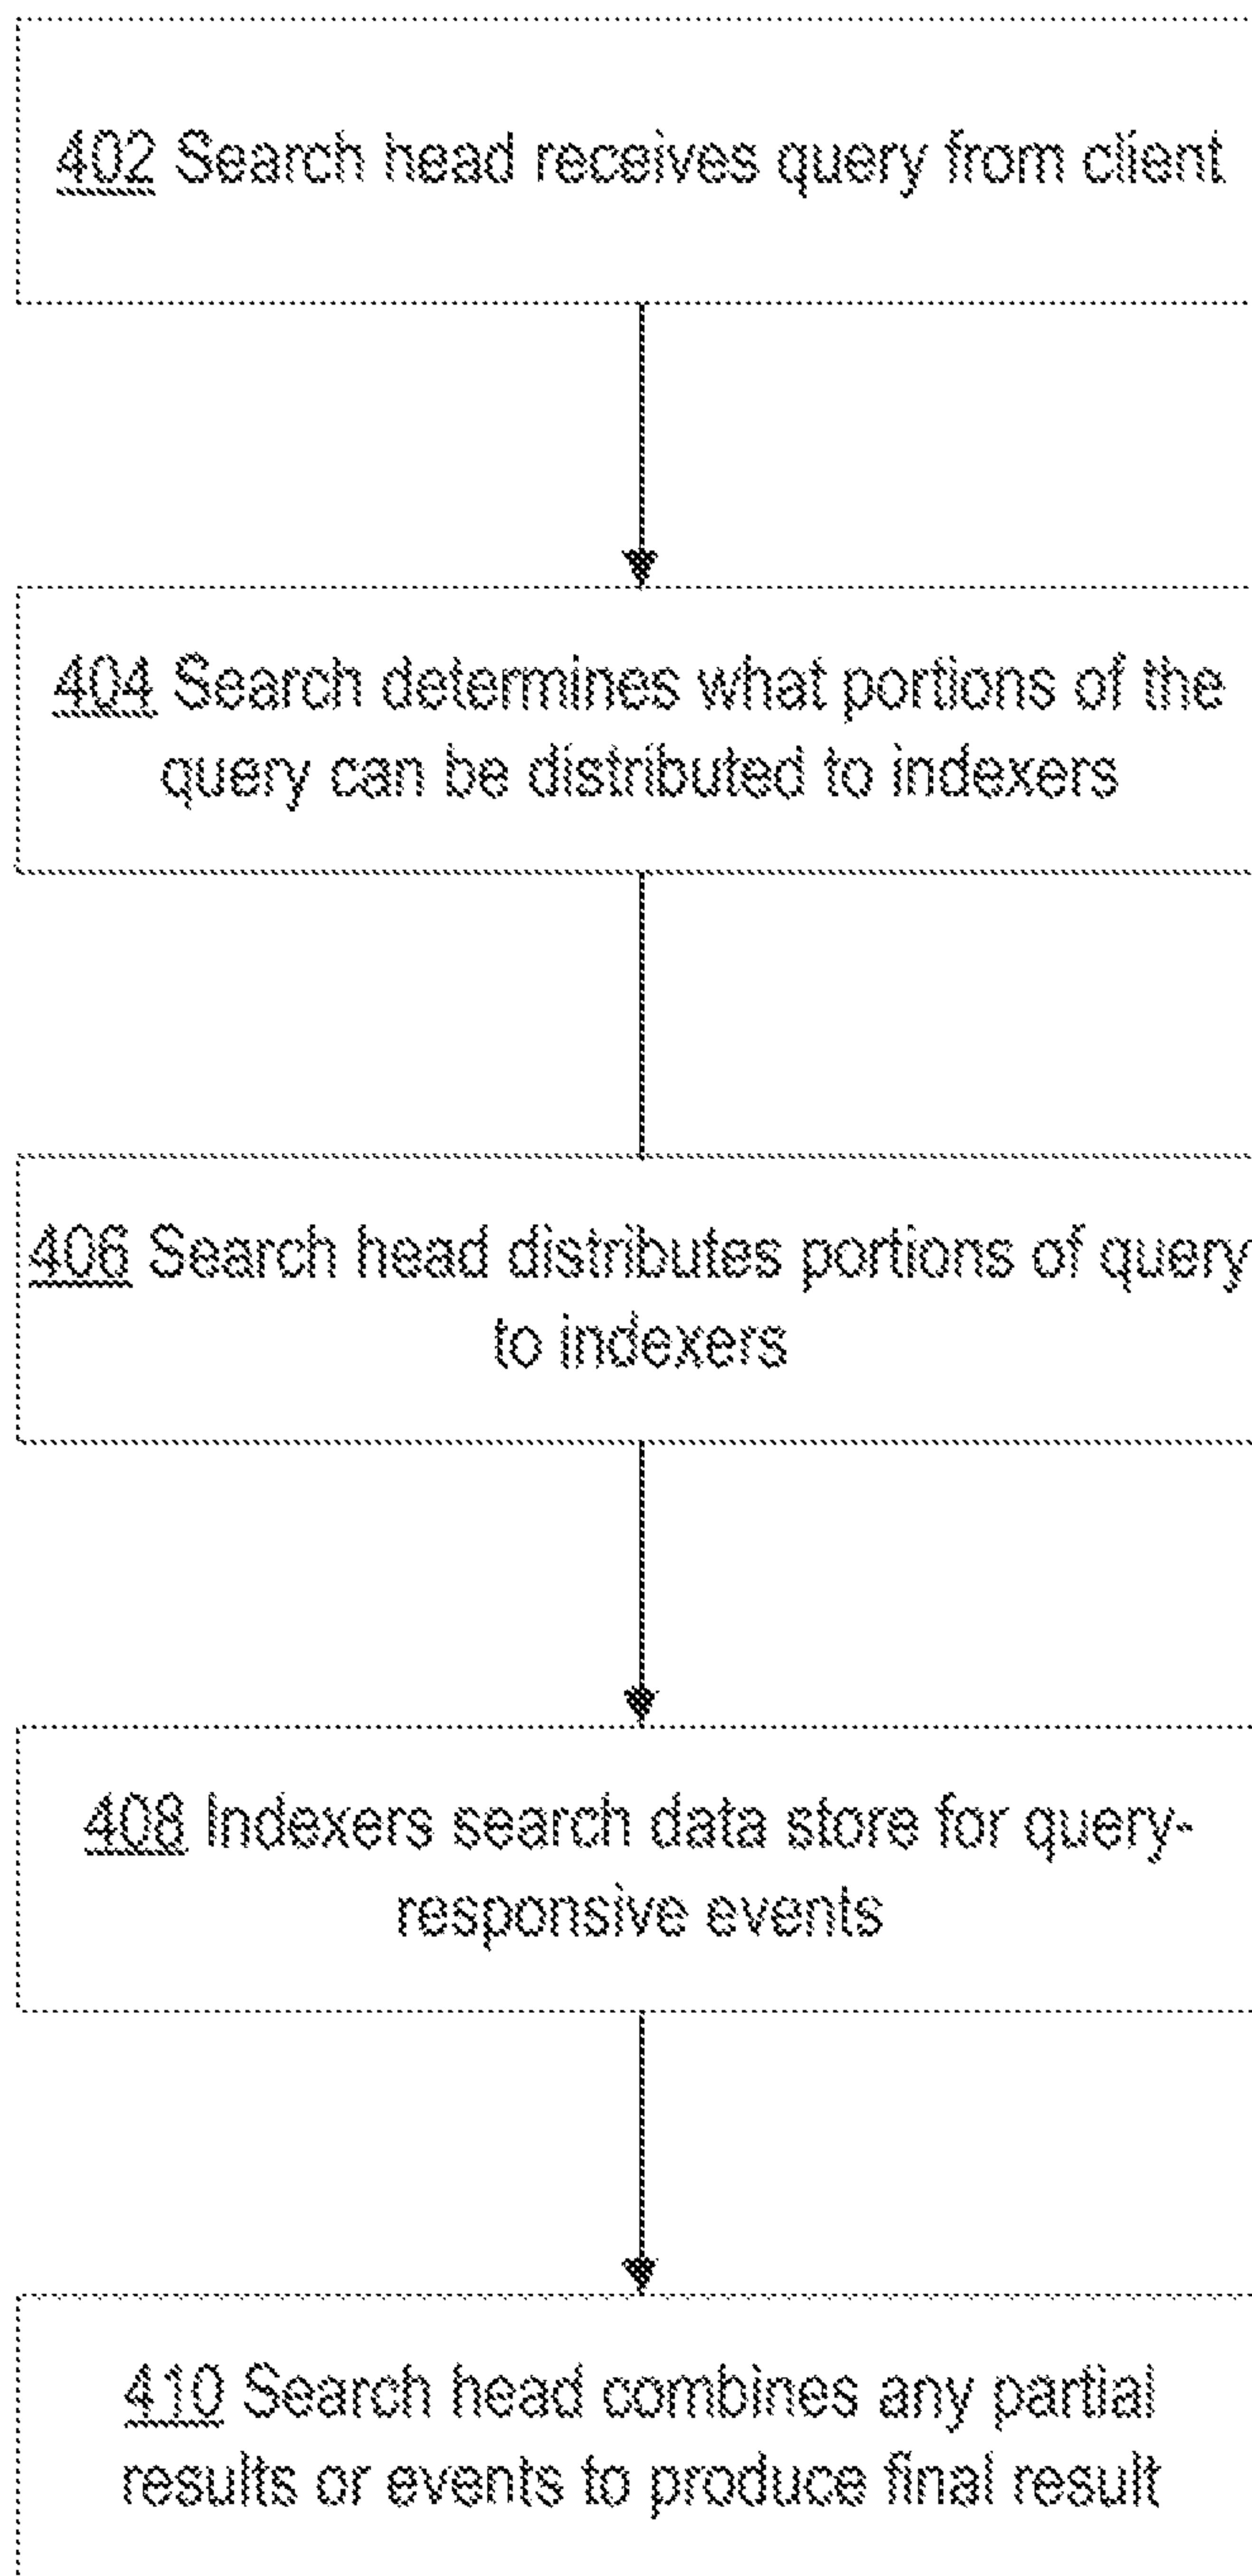 402 Search head receives query from client
404 Search determines what portions of the
query can be distributed to indexers
406 Search head distributes portions of query
to indexers
408 Indexers search data store for query-
responsive events
410 Search head combines any partial
results or events to produce final result